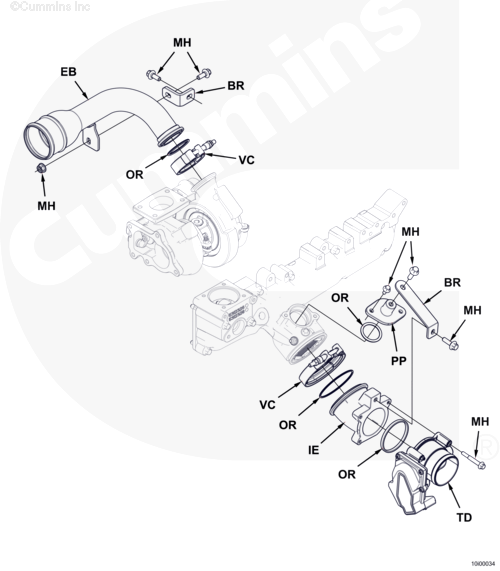 © Cummins Inc
Cummins
MH
EB
BR
OR
VC
MH
MH
BR
OR
MH
PP
VC
OR
MH
IE
OR
TD
®
10i00034